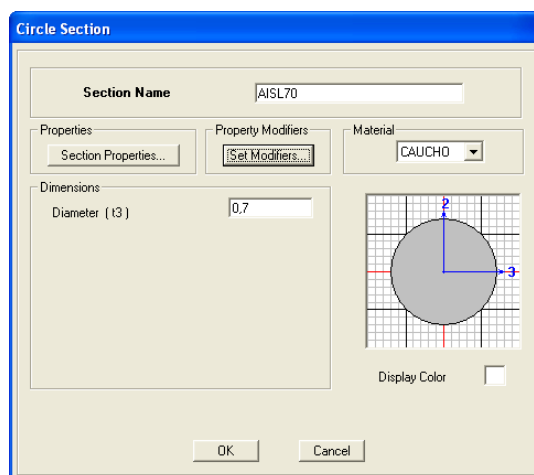 Circle Section
Section Name AISL70
Properties Property Modifiers Material
Section Properties... Set Modifiers... CAUCHO
Dimensions
Diameter ( t3 ) 0,7
2
3
Display Color
OK Cancel